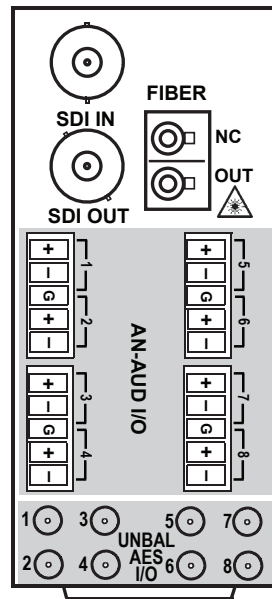 SDI IN
FIBER
NC
SDI OUT
OUT
+
−
G
+
−
1
2
+
−
G
+
−
5
6
AN-AUD I/O
+
−
G
+
−
3
4
+
−
G
+
−
7
8
1 3 5 7
UNBAL
AES
I/O
2 4 6 8